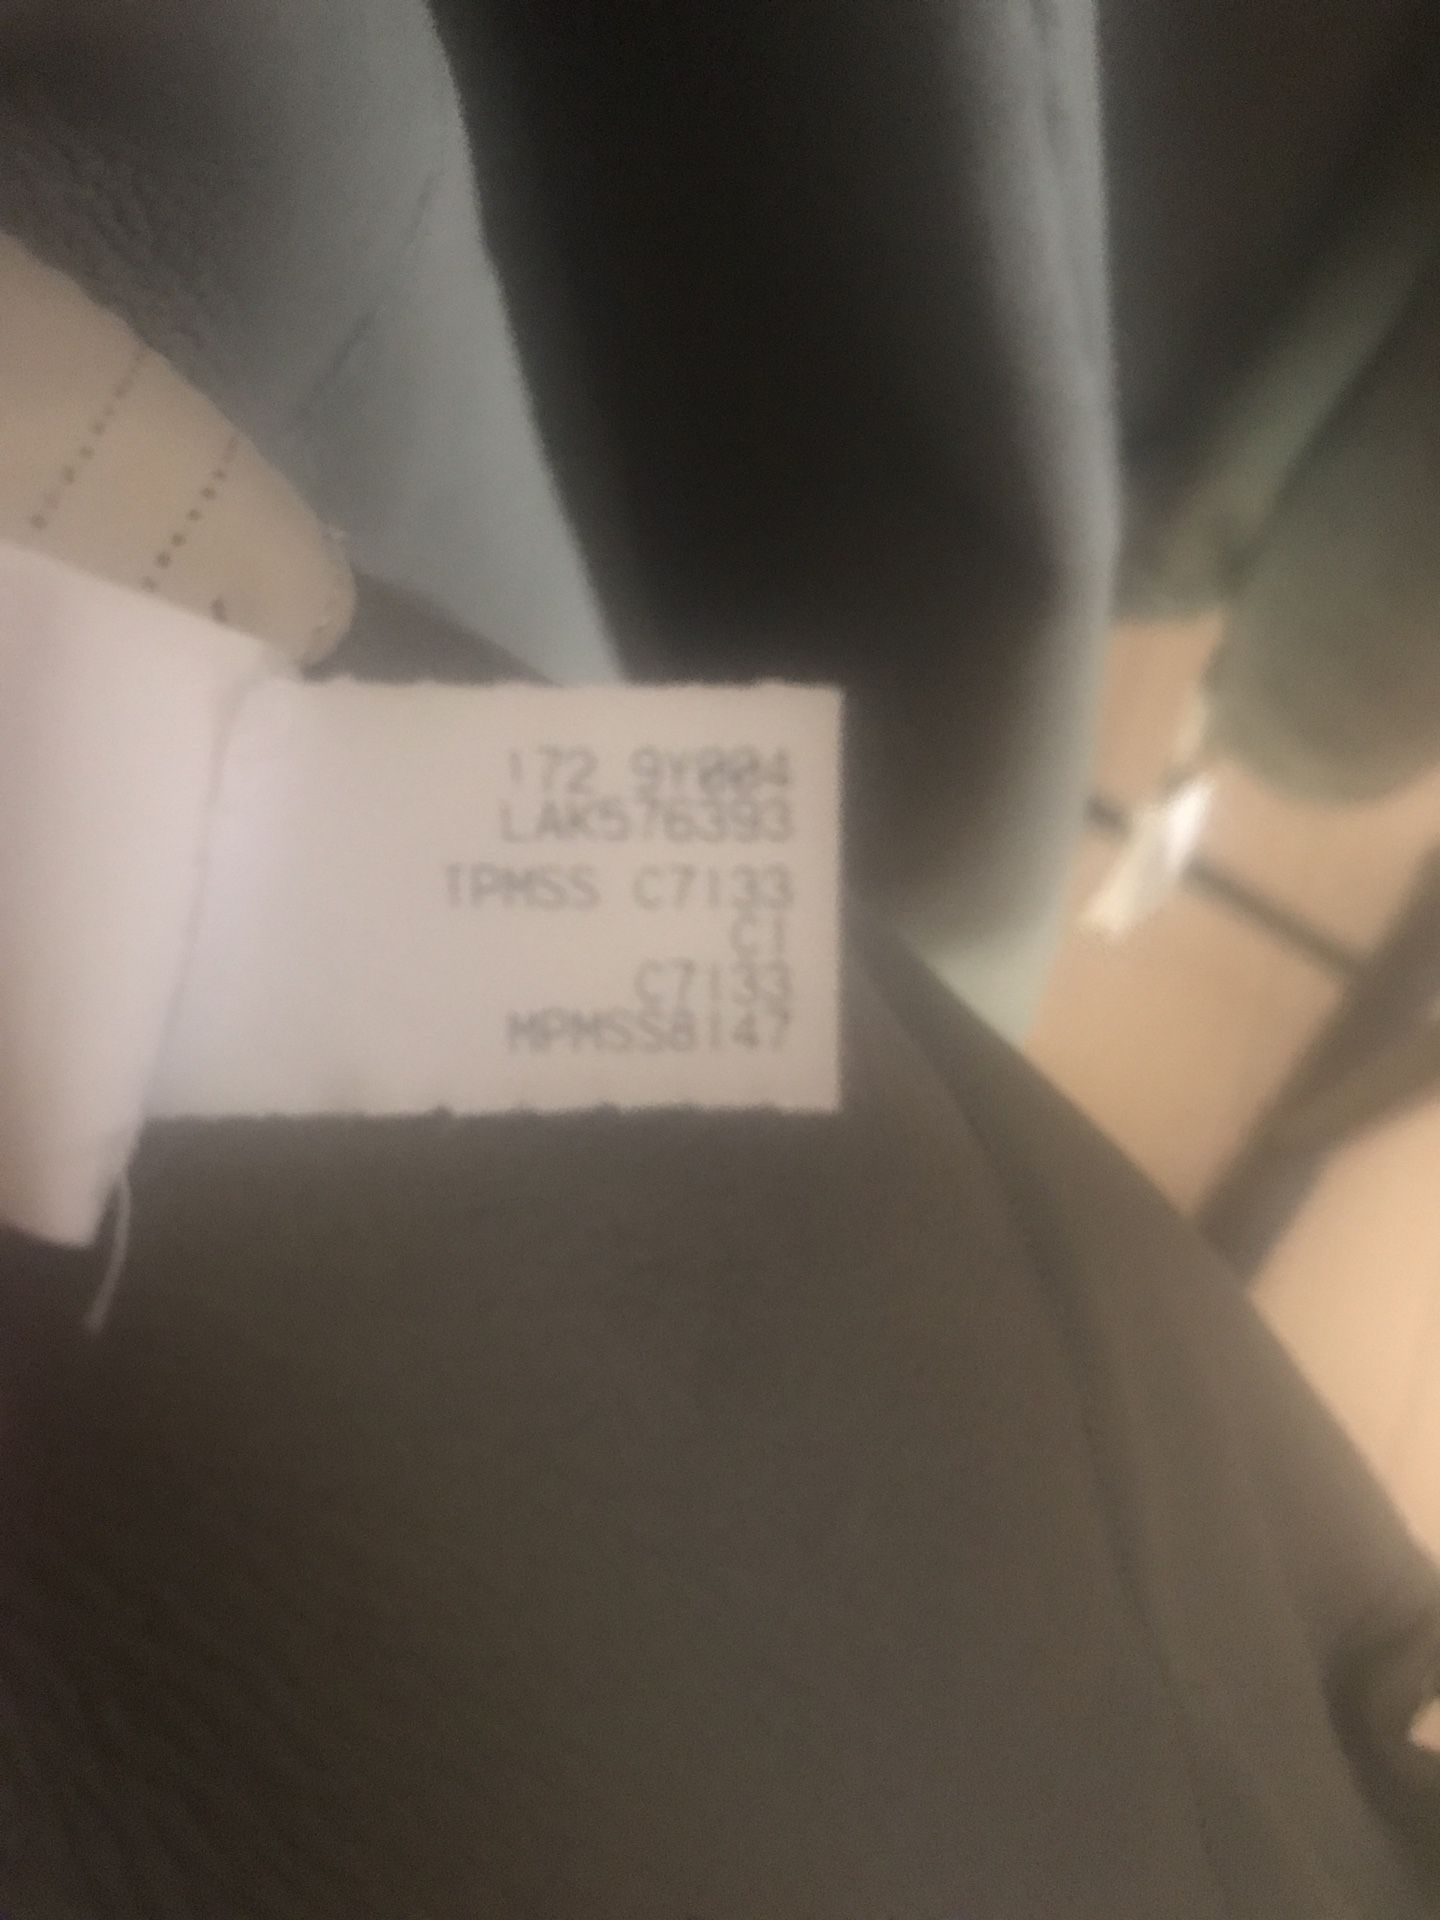 172 9Y004
LAK576393
TPMSS C7133
C1
C7133
MPMSS8147